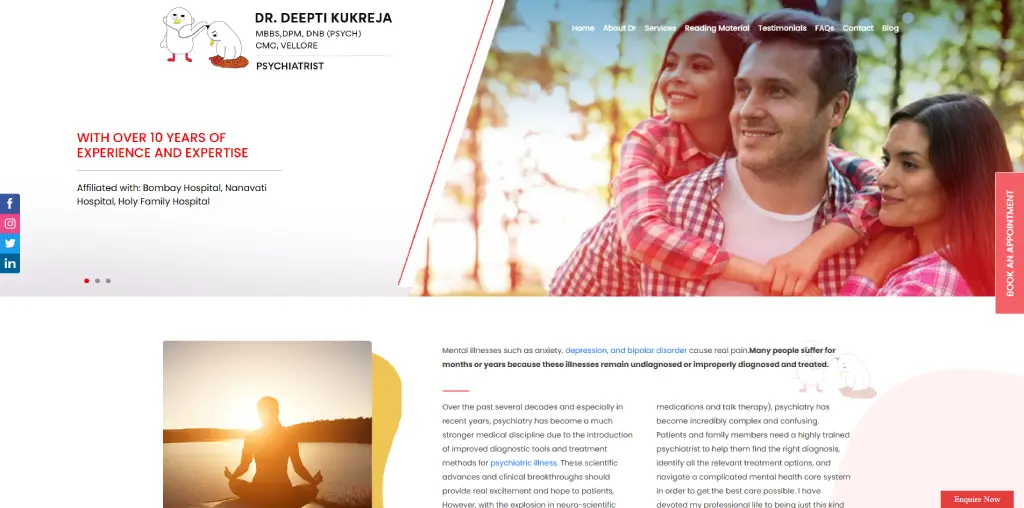 DR. DEEPTI KUKREJA
MBBS,DPM, DNB (PSYCH)
CMC, VELLORE
PSYCHIATRIST
Home About Dr Services Reading Material Testimonials FAQs Contact Blog
WITH OVER 10 YEARS OF
EXPERIENCE AND EXPERTISE
Affiliated with: Bombay Hospital, Nanavati
Hospital, Holy Family Hospital
BOOK AN APPOINTMENT
Mental illnesses such as anxiety, depression, and bipolar disorder cause real pain.Many people suffer for
months or years because these illnesses remain undiagnosed or improperly diagnosed and treated.
Over the past several decades and especially in
recent years, psychiatry has become a much
stronger medical discipline due to the introduction
of improved diagnostic tools and treatment
methods for psychiatric illness. These scientific
advances and clinical breakthroughs should
provide real excitement and hope to patients,
However, with the explosion in neuro-scientific
medications and talk therapy), psychiatry has
become incredibly complex and confusing.
Patients and family members need a highly trained
psychiatrist to help them find the right diagnosis,
identify all the relevant treatment options, and
navigate a complicated mental health care system
in order to get the best care possible. I have
devoted my professional life to being just this kind
Enquire Now